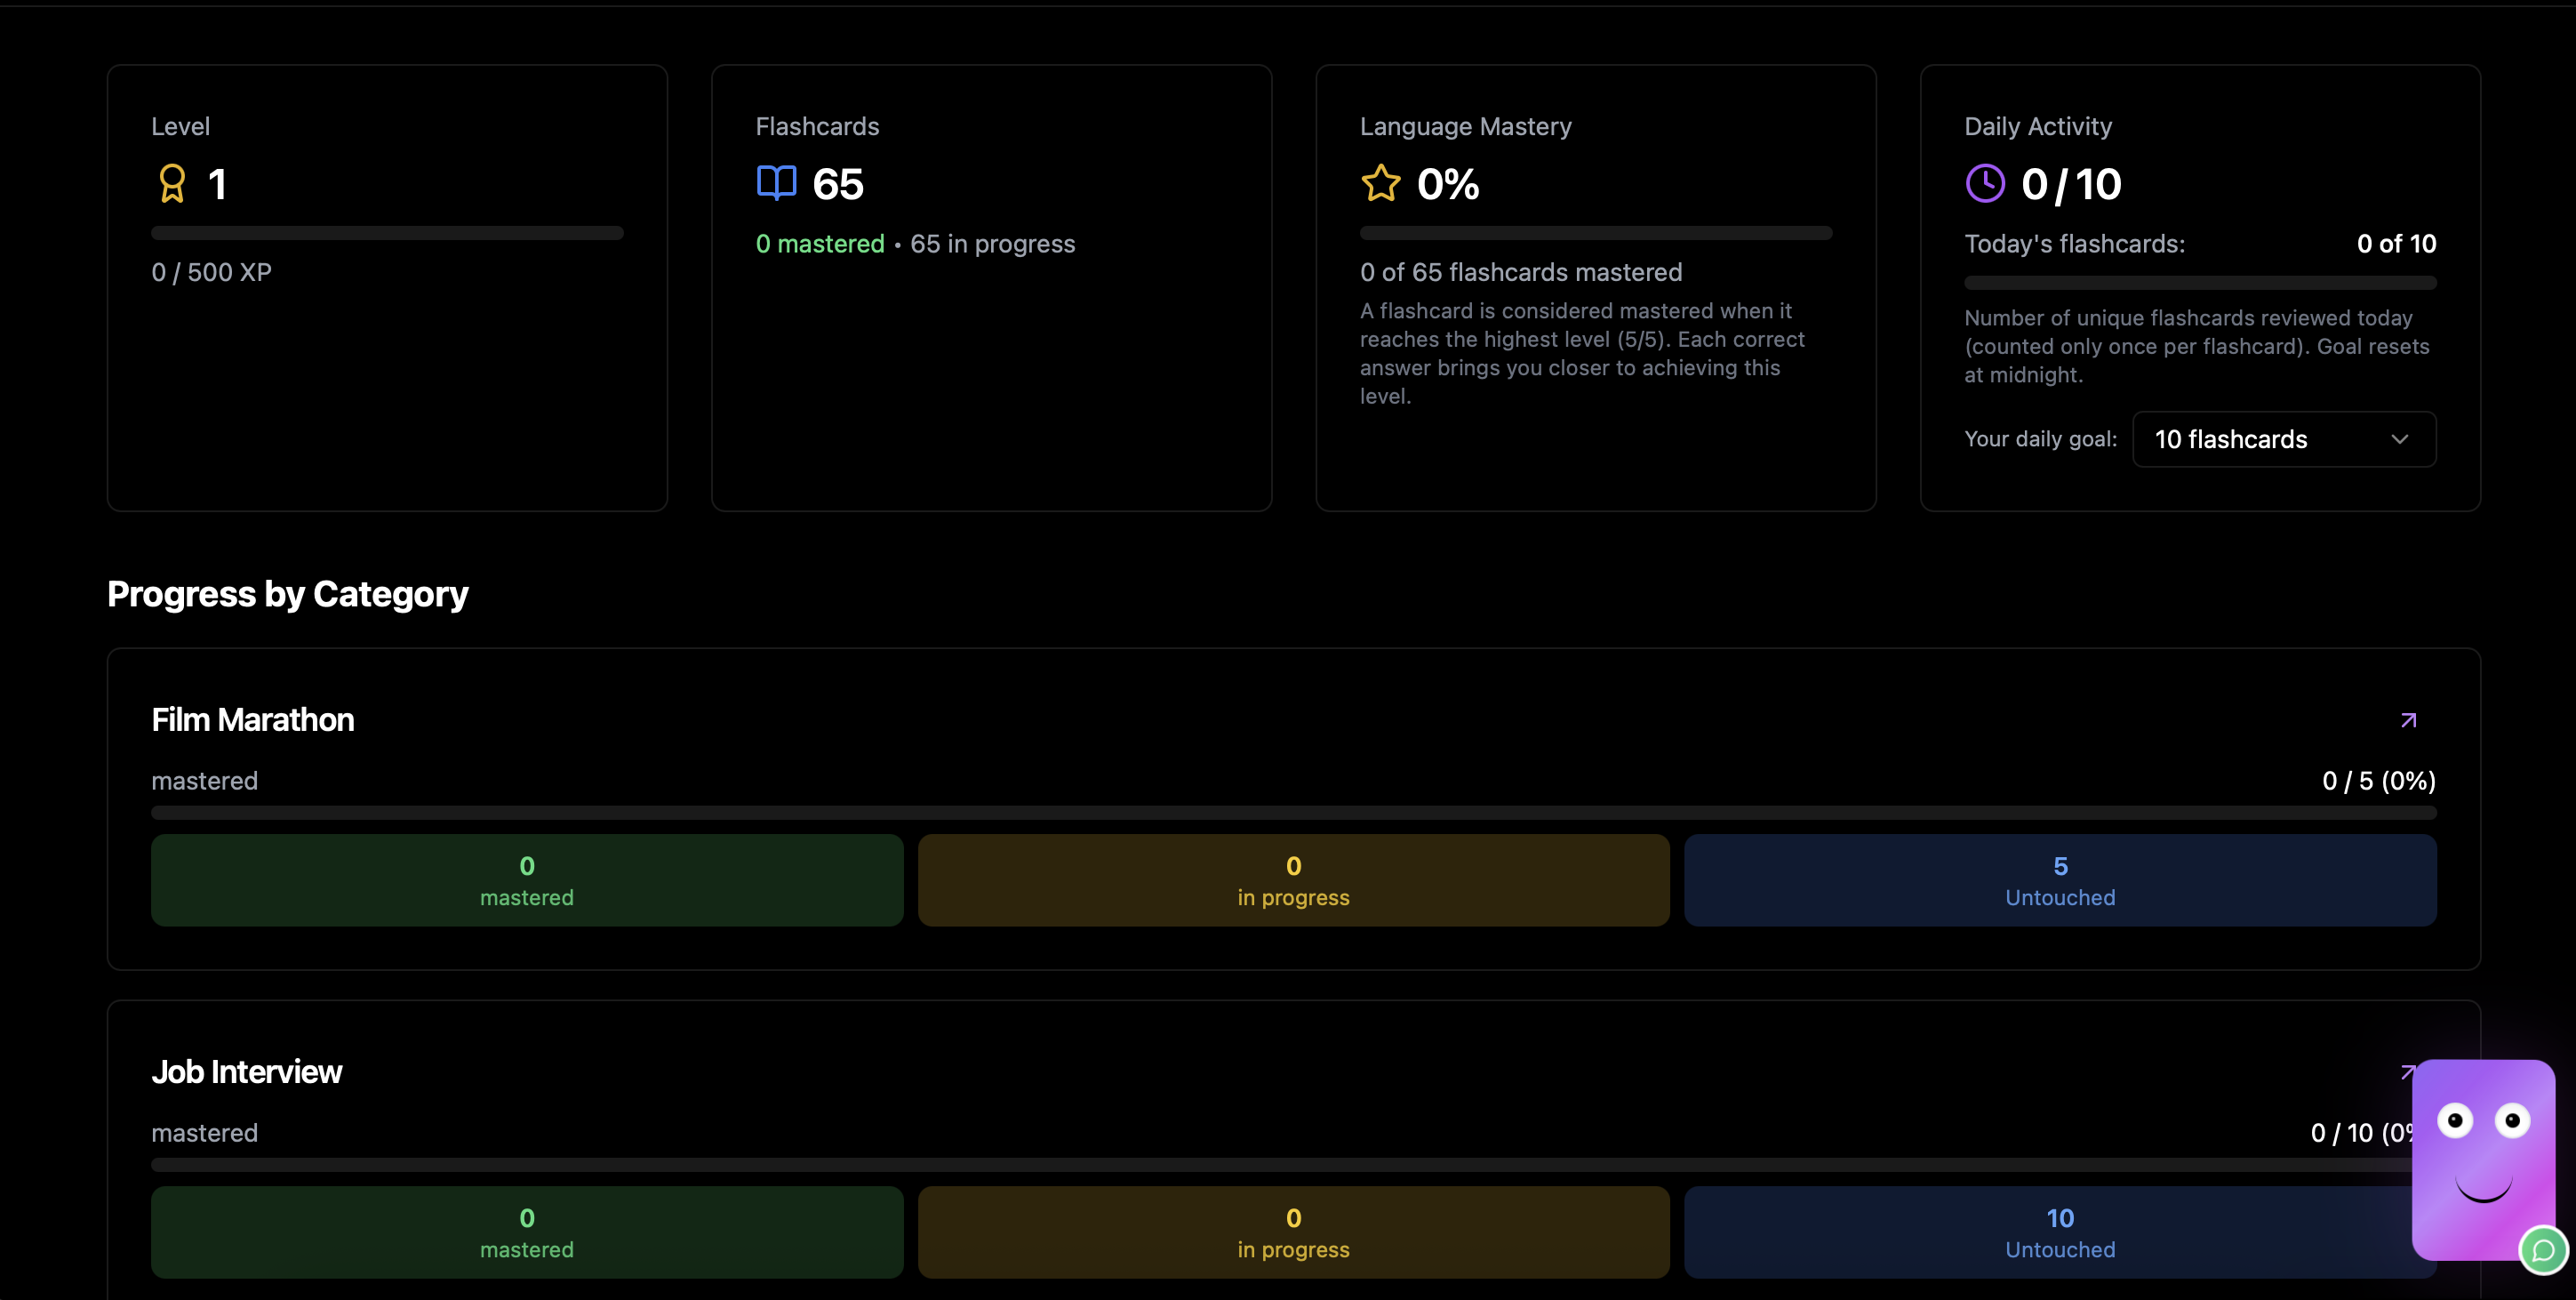 Level
1
0 / 500 XP
Flashcards
65
0 mastered • 65 in progress
Language Mastery
0%
0 of 65 flashcards mastered
A flashcard is considered mastered when it
reaches the highest level (5/5). Each correct
answer brings you closer to achieving this
level.
Daily Activity
0 / 10
Today's flashcards: 0 of 10
Number of unique flashcards reviewed today
(counted only once per flashcard). Goal resets
at midnight.
Your daily goal: 10 flashcards
Progress by Category
Film Marathon
mastered 0 / 5 (0%)
0
mastered
0
in progress
5
Untouched
Job Interview
mastered 0 / 10 (0%
0
mastered
0
in progress
10
Untouched